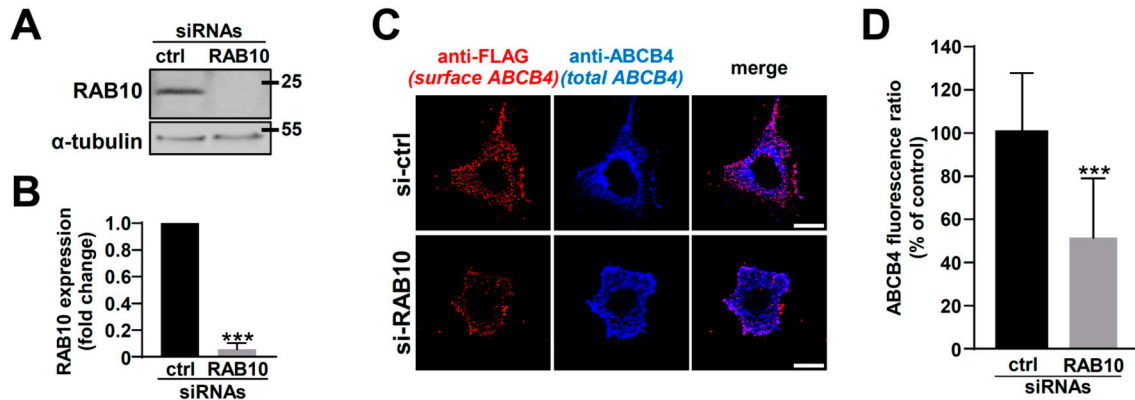 A
siRNAs
ctrl RAB10
RAB10
25
α-tubulin
55
B
RAB10 expression
(fold change)
1.0
0.8
0.6
0.4
0.2
0
***
ctrl RAB10
siRNAs
C
anti-FLAG
(surface ABCB4)
anti-ABCB4
(total ABCB4)
merge
si-ctrl
si-RAB10
D
ABCB4 fluorescence ratio
(% of control)
140
120
100
80
60
40
20
0
***
ctrl RAB10
siRNAs